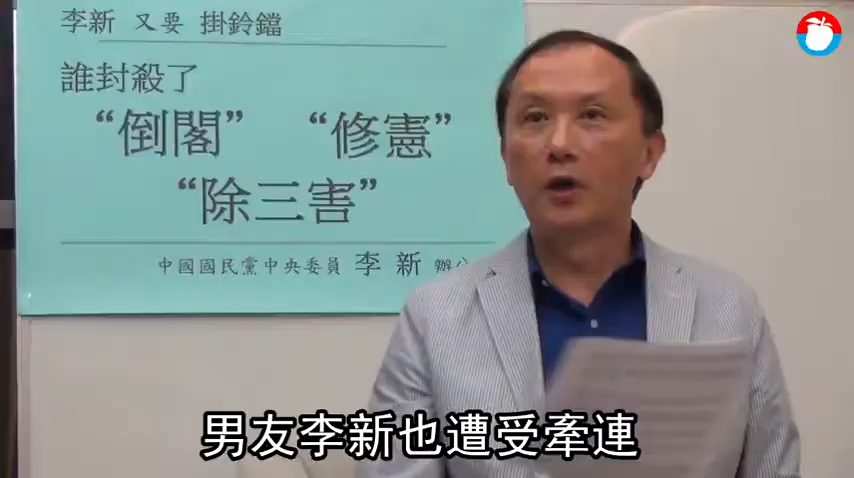 李新 又要 掛鈴鐺
誰封殺了
“倒閣” “修憲”
“除三害”
中國國民黨中央委員 李新 辦公
男友李新也遭受牽連